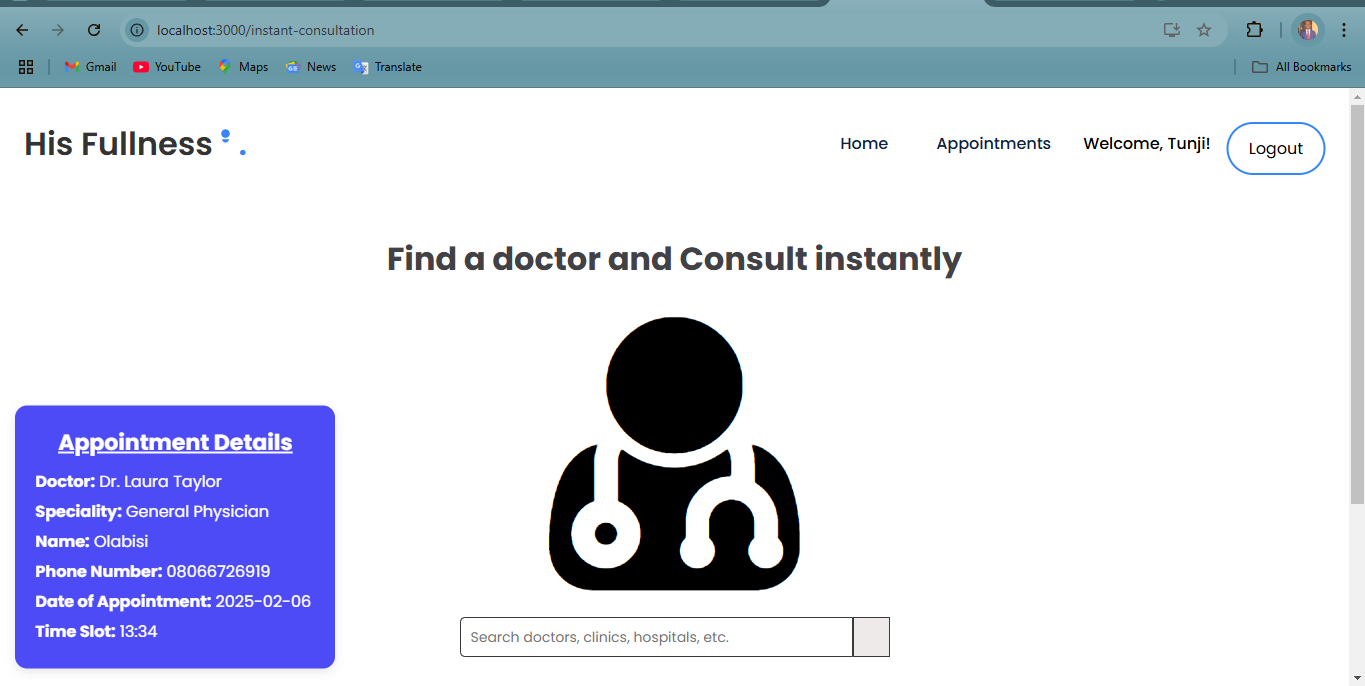 localhost:3000/instant-consultation
Gmail YouTube Maps News Translate All Bookmarks
His Fullness .
Home Appointments Welcome, Tunji! Logout
Find a doctor and Consult instantly
Appointment Details
Doctor: Dr. Laura Taylor
Speciality: General Physician
Name: Olabisi
Phone Number: 08066726919
Date of Appointment: 2025-02-06
Time Slot: 13:34
Search doctors, clinics, hospitals, etc.